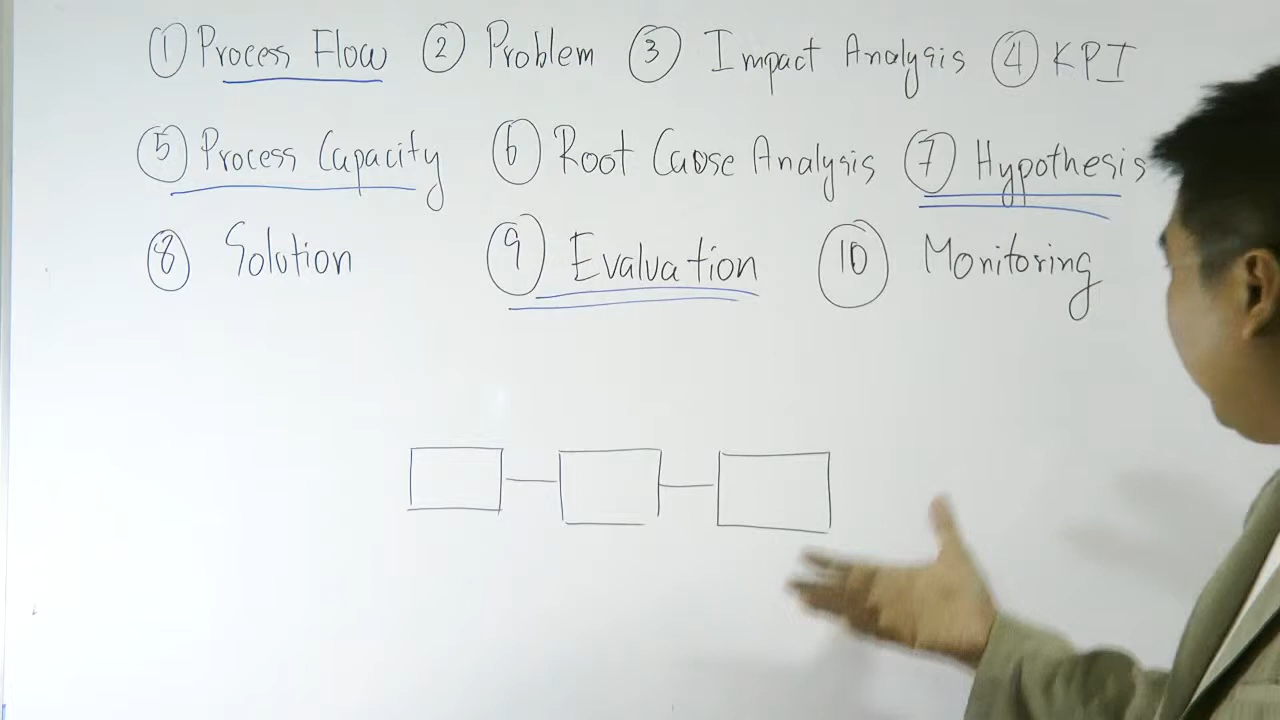 ① Process Flow ② Problem ③ Impact Analysis ④ KPI
⑤ Process Capacity ⑥ Root Cause Analysis ⑦ Hypothesis
⑧ Solution ⑨ Evaluation ⑩ Monitoring